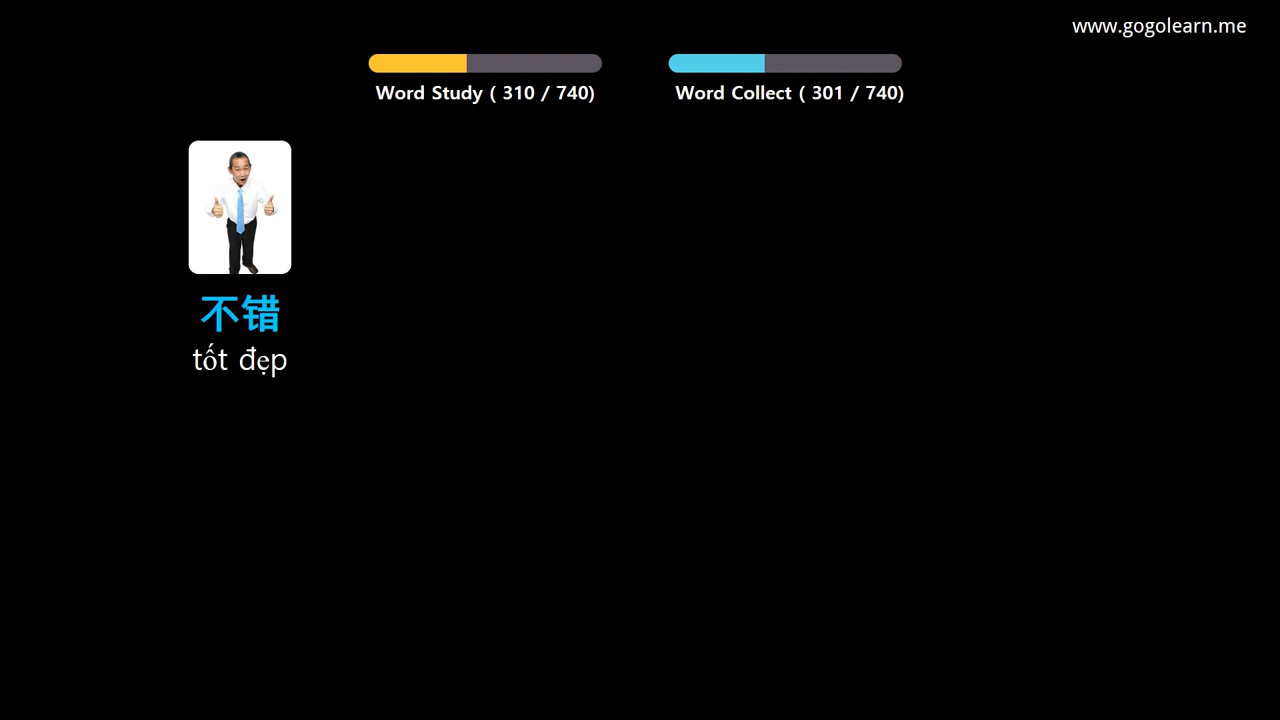 www.gogolearn.me
Word Study ( 310 / 740)
Word Collect ( 301 / 740)
不错
tốt đẹp